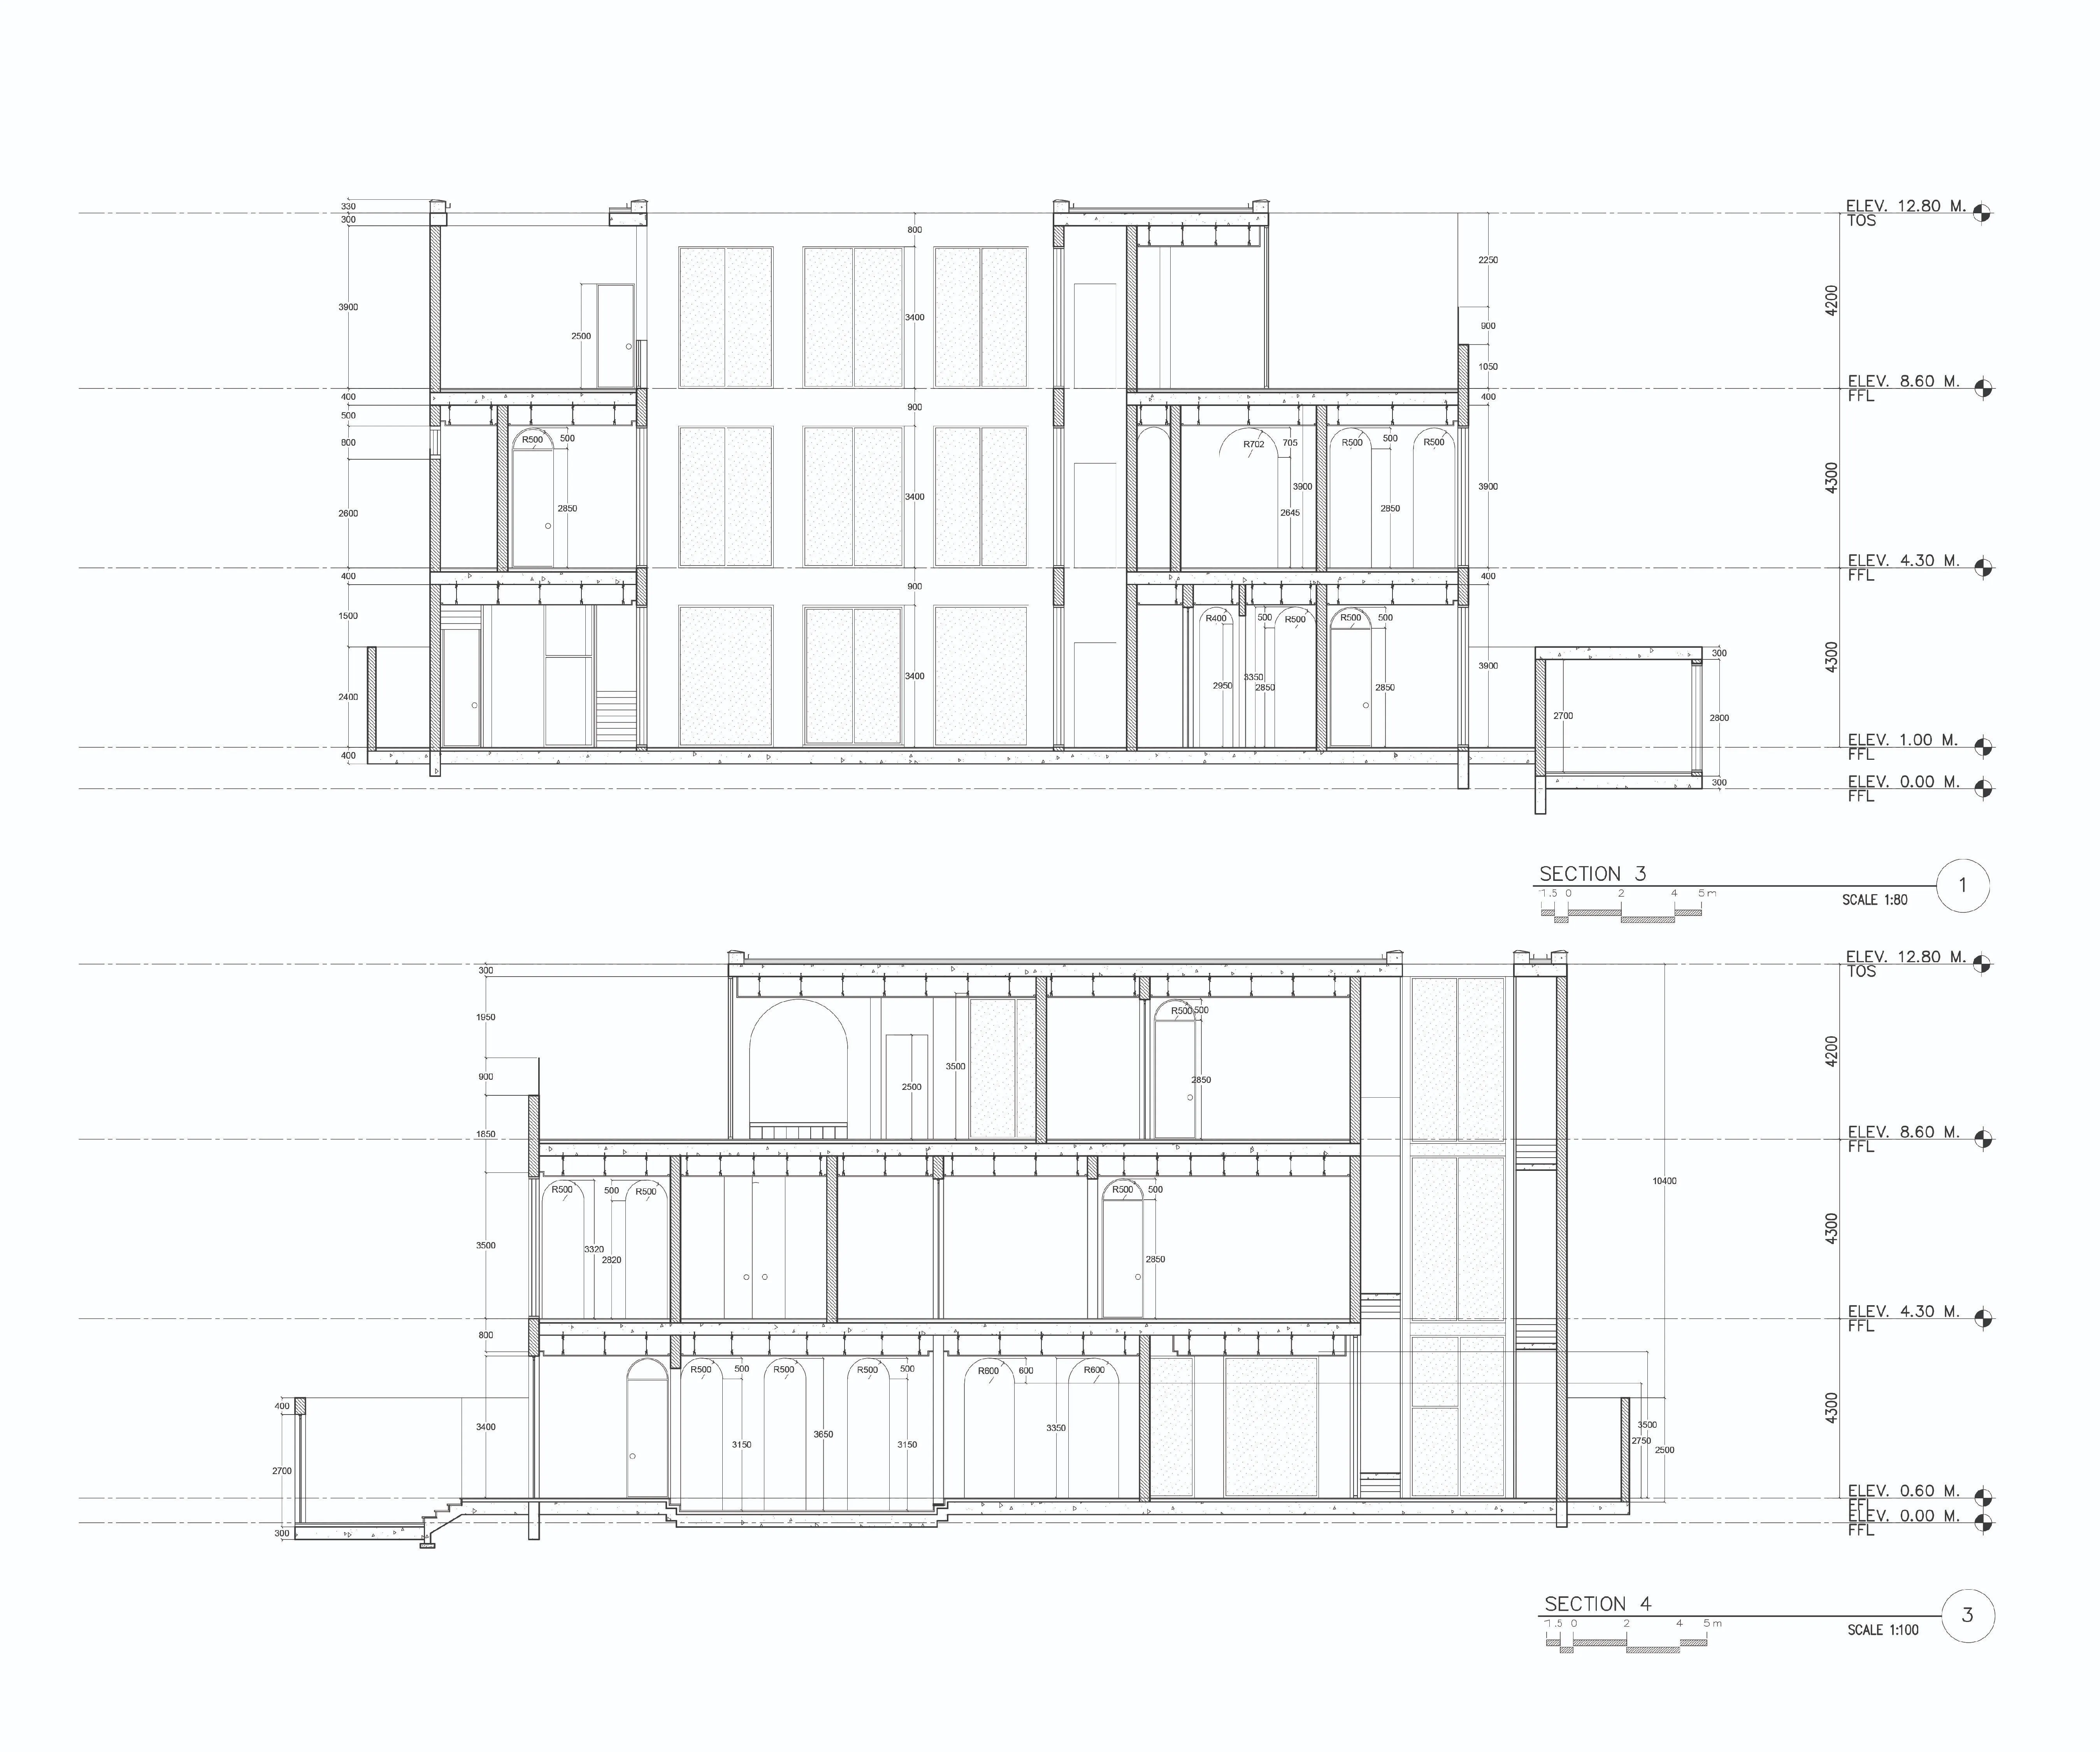 330
300
3900
400
500
800
2600
400
1500
2400
400
2500
R500
500
2850
800
3400
900
3400
900
3400
R702
705
3900
2645
R500
500
R500
2850
R400
500
R500
R500
500
2950
3350
2850
2850
2250
900
1050
400
3900
400
3900
300
2700
2800
300
4200
4300
4300
ELEV. 12.80 M.
TOS
ELEV. 8.60 M.
FFL
ELEV. 4.30 M.
FFL
ELEV. 1.00 M.
FFL
ELEV. 0.00 M.
FFL
SECTION 3
1.5 0 2 4 5m
SCALE 1:80
1
300
1950
900
1850
3500
800
3400
400
2700
300
2500
3500
R500
500
2850
R500
500
R500
3320
2820
R500
500
2850
R500
500
R500
R500
500
3150
3650
3150
R600
600
R600
3350
10400
3500
2750
2500
4200
4300
4300
ELEV. 12.80 M.
TOS
ELEV. 8.60 M.
FFL
ELEV. 4.30 M.
FFL
ELEV. 0.60 M.
FFL
ELEV. 0.00 M.
FFL
SECTION 4
1.5 0 2 4 5m
SCALE 1:100
3